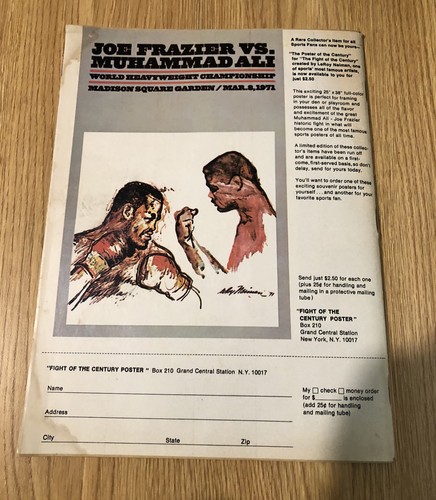 JOE FRAZIER VS.
MUHAMMAD ALI
WORLD HEAVYWEIGHT CHAMPIONSHIP
MADISON SQUARE GARDEN / MAR.8,1971
LeRoy Neiman '71
A Rare Collector's item for all
Sports Fans can now be yours—
"The Poster of the Century"
for "The Fight of the Century"
created by LeRoy Neiman, one
of sports' most famous artists,
is now available to you for
just $2.50
This exciting 25" x 38" full-color
poster is perfect for framing
in your den or playroom and
possesses all of the flavor
and excitement of the great
Muhammad Ali - Joe Frazier
historic fight in what will
become one of the most famous
sports posters of all time.
A limited edition of these collec-
tor's items have been run off
and are available on a first-
come, first-served basis, so don't
delay, send for yours today.
You'll want to order one of these
exciting souvenir posters for
yourself . . . and another for your
favorite sports fan.
Send just $2.50 for each one
(plus 25¢ for handling and
mailing in a protective mailing
tube)
"FIGHT OF THE
CENTURY POSTER"
Box 210
Grand Central Station
New York, N.Y. 10017
"FIGHT OF THE CENTURY POSTER" Box 210 Grand Central Station N.Y. 10017
Name
Address
City State Zip
My check money order
for $ is enclosed
(add 25¢ for handling
and mailing tube)